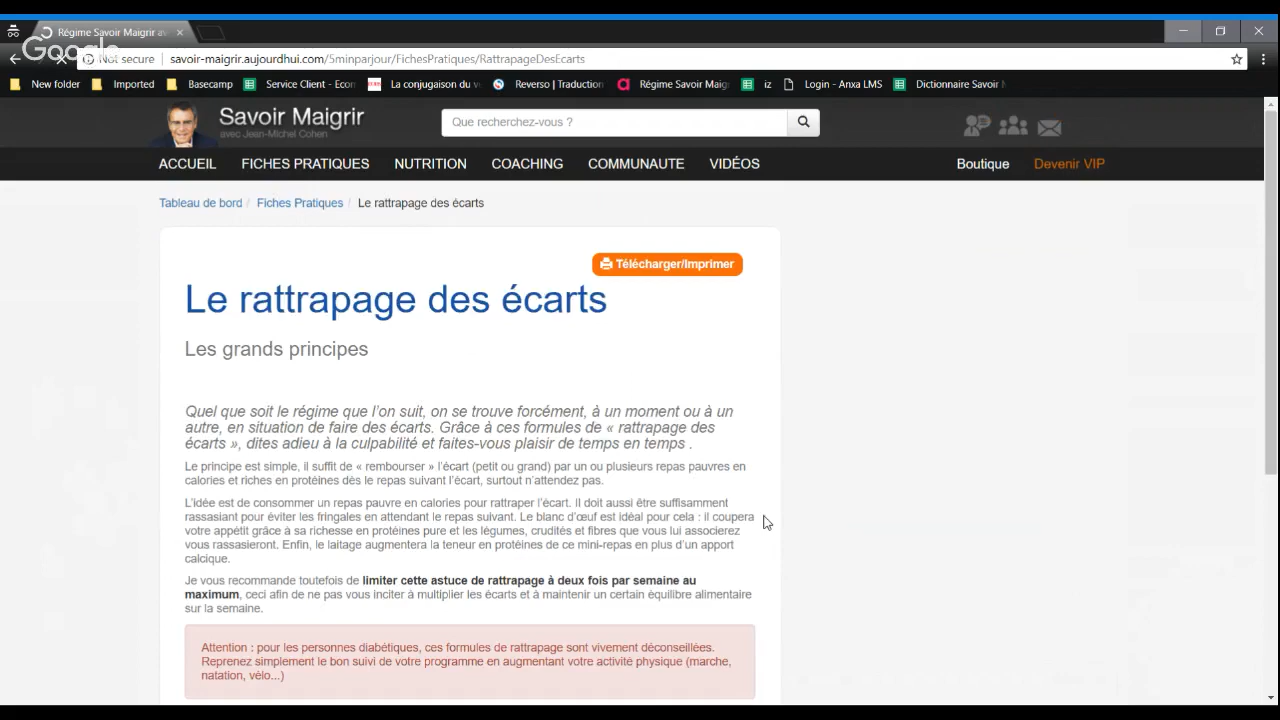 Régime Savoir Maigrir av
Google
Not secure
savoir-maigrir.aujourdhui.com/5minparjour/FichesPratiques/RattrapageDesEcarts
New folder
Imported
Basecamp
Service Client - Econ
La conjugaison du v
Reverso | Traduction
Régime Savoir Maigr
iz
Login - Anxa LMS
Dictionnaire Savoir
Savoir Maigrir
avec Jean-Michel Cohen
Que recherchez-vous ?
ACCUEIL
FICHES PRATIQUES
NUTRITION
COACHING
COMMUNAUTE
VIDÉOS
Boutique
Devenir VIP
Tableau de bord / Fiches Pratiques / Le rattrapage des écarts
Télécharger/Imprimer
Le rattrapage des écarts
Les grands principes
Quel que soit le régime que l'on suit, on se trouve forcément, à un moment ou à un
autre, en situation de faire des écarts. Grâce à ces formules de « rattrapage des
écarts », dites adieu à la culpabilité et faites-vous plaisir de temps en temps .
Le principe est simple, il suffit de « rembourser » l'écart (petit ou grand) par un ou plusieurs repas pauvres en
calories et riches en protéines dès le repas suivant l'écart, surtout n'attendez pas.
L'idée est de consommer un repas pauvre en calories pour rattraper l'écart. Il doit aussi être suffisamment
rassasiant pour éviter les fringales en attendant le repas suivant. Le blanc d'œuf est idéal pour cela : il coupera
votre appétit grâce à sa richesse en protéines pure et les légumes, crudités et fibres que vous lui associerez
vous rassasieront. Enfin, le laitage augmentera la teneur en protéines de ce mini-repas en plus d'un apport
calcique.
Je vous recommande toutefois de limiter cette astuce de rattrapage à deux fois par semaine au
maximum, ceci afin de ne pas vous inciter à multiplier les écarts et à maintenir un certain équilibre alimentaire
sur la semaine.
Attention : pour les personnes diabétiques, ces formules de rattrapage sont vivement déconseillées.
Reprenez simplement le bon suivi de votre programme en augmentant votre activité physique (marche,
natation, vélo...)